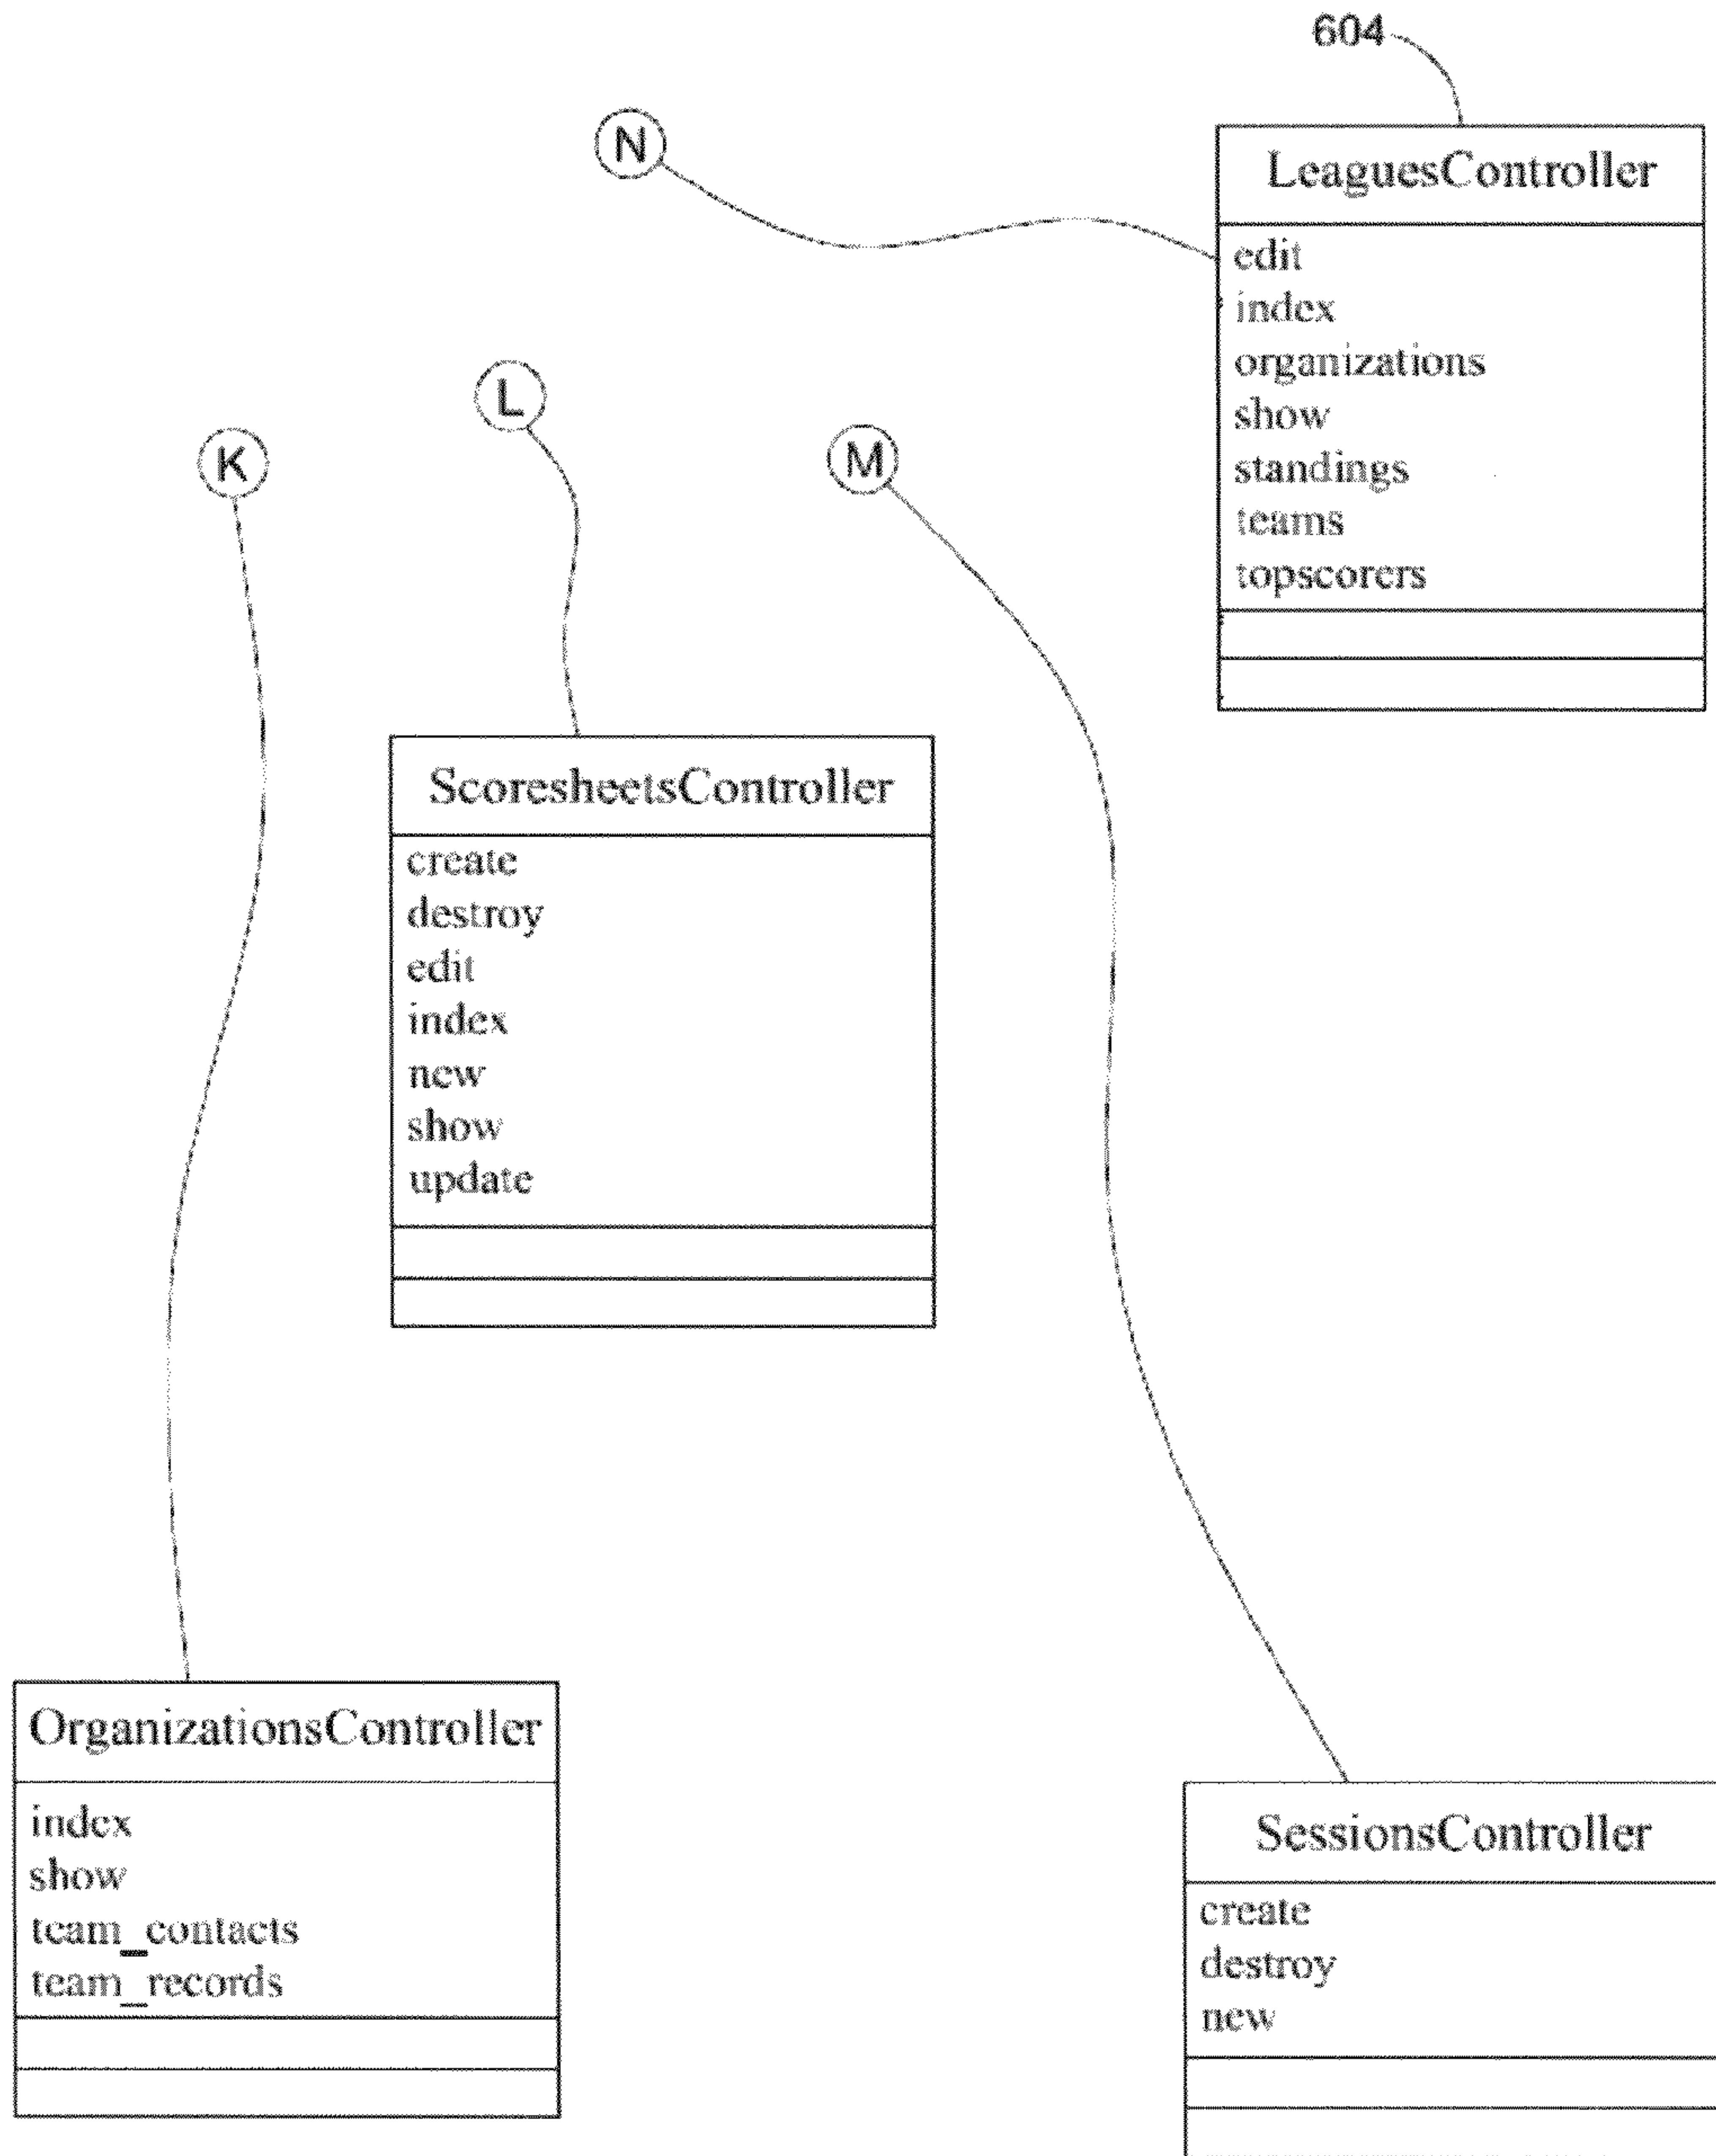 604
N
LeaguesController
edit
index
organizations
show
standings
teams
topscorers
L
K
M
ScoresheetsController
create
destroy
edit
index
new
show
update
OrganizationsController
index
show
team_contacts
team_records
SessionsController
create
destroy
new